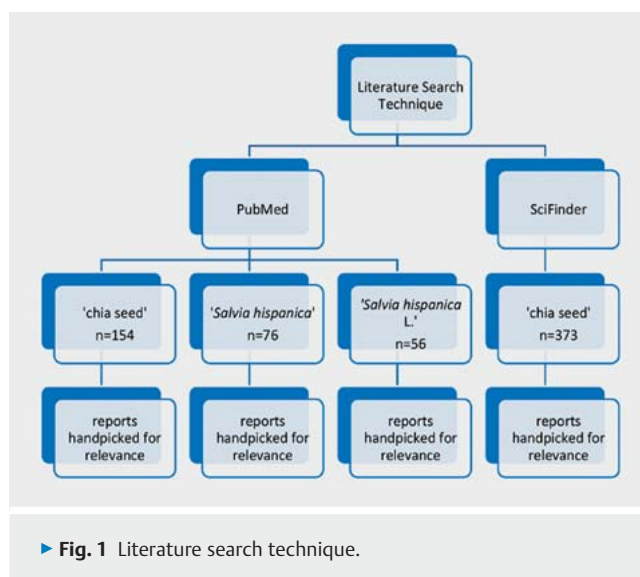 Literature Search
Technique
PubMed
SciFinder
'chia seed'
n=154
'Salvia hispanica'
n=76
'Salvia hispanica
L.'
n=56
'chia seed'
n=373
reports
handpicked for
relevance
reports
handpicked for
relevance
reports
handpicked for
relevance
reports
handpicked for
relevance
► Fig. 1 Literature search technique.